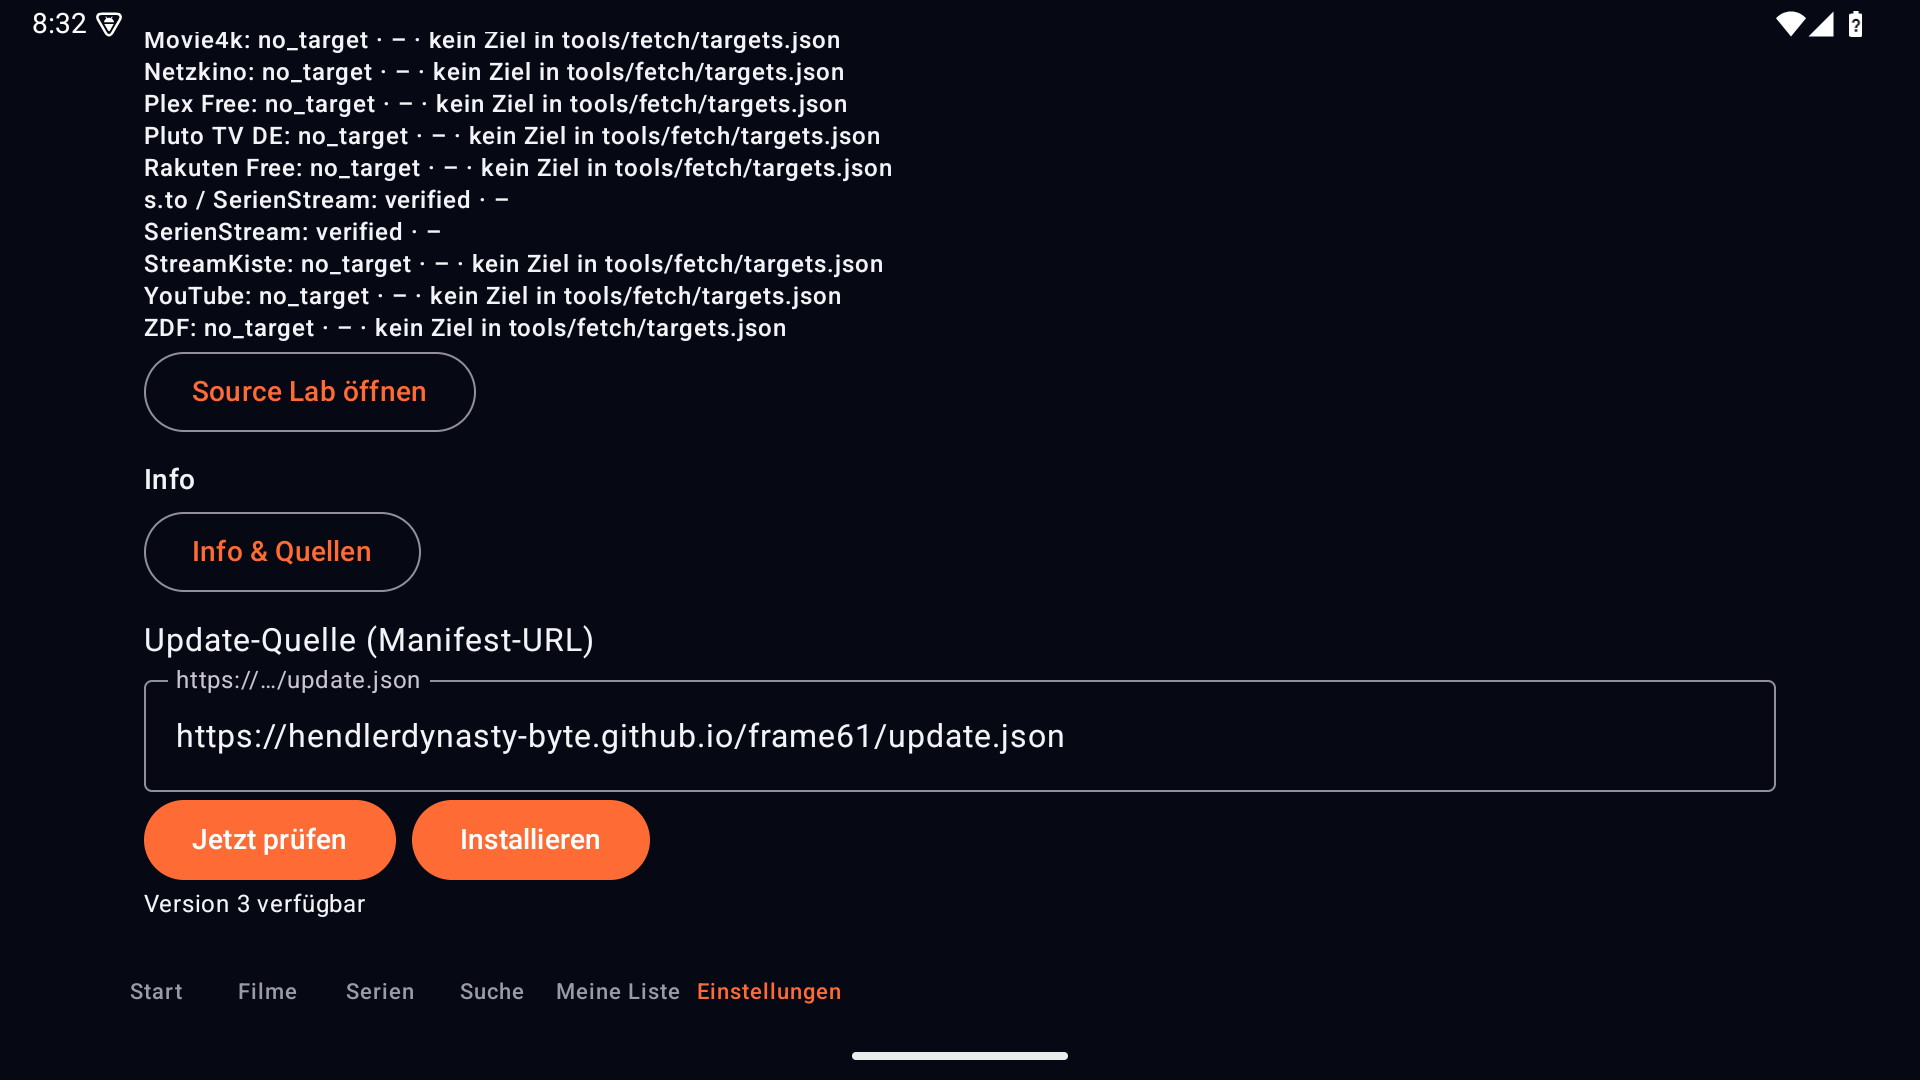 8:32
Movie4k: no_target · – · kein Ziel in tools/fetch/targets.json
Netzkino: no_target · – · kein Ziel in tools/fetch/targets.json
Plex Free: no_target · – · kein Ziel in tools/fetch/targets.json
Pluto TV DE: no_target · – · kein Ziel in tools/fetch/targets.json
Rakuten Free: no_target · – · kein Ziel in tools/fetch/targets.json
s.to / SerienStream: verified · –
SerienStream: verified · –
StreamKiste: no_target · – · kein Ziel in tools/fetch/targets.json
YouTube: no_target · – · kein Ziel in tools/fetch/targets.json
ZDF: no_target · – · kein Ziel in tools/fetch/targets.json
Source Lab öffnen
Info
Info & Quellen
Update-Quelle (Manifest-URL)
https://…/update.json
https://hendlerdynasty-byte.github.io/frame61/update.json
Jetzt prüfen Installieren
Version 3 verfügbar
Start Filme Serien Suche Meine Liste Einstellungen